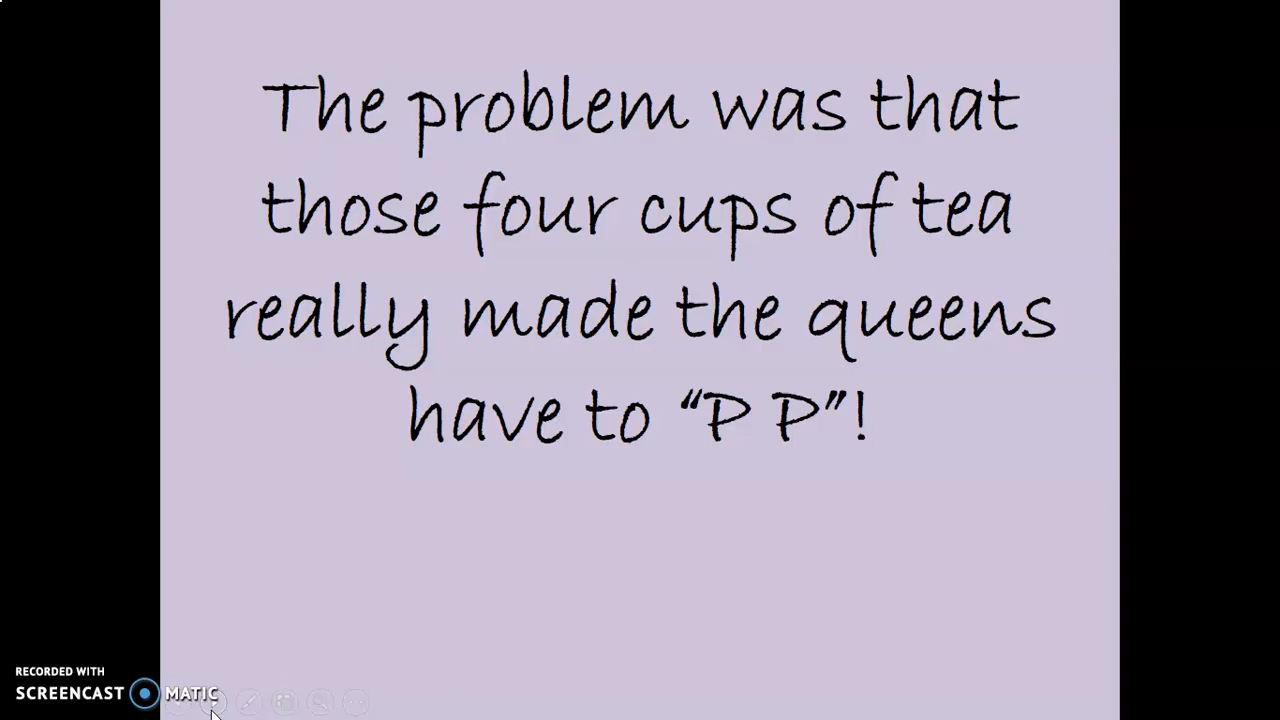 The problem was that
those four cups of tea
really made the queens
have to “P P”!
RECORDED WITH
SCREENCAST MATIC